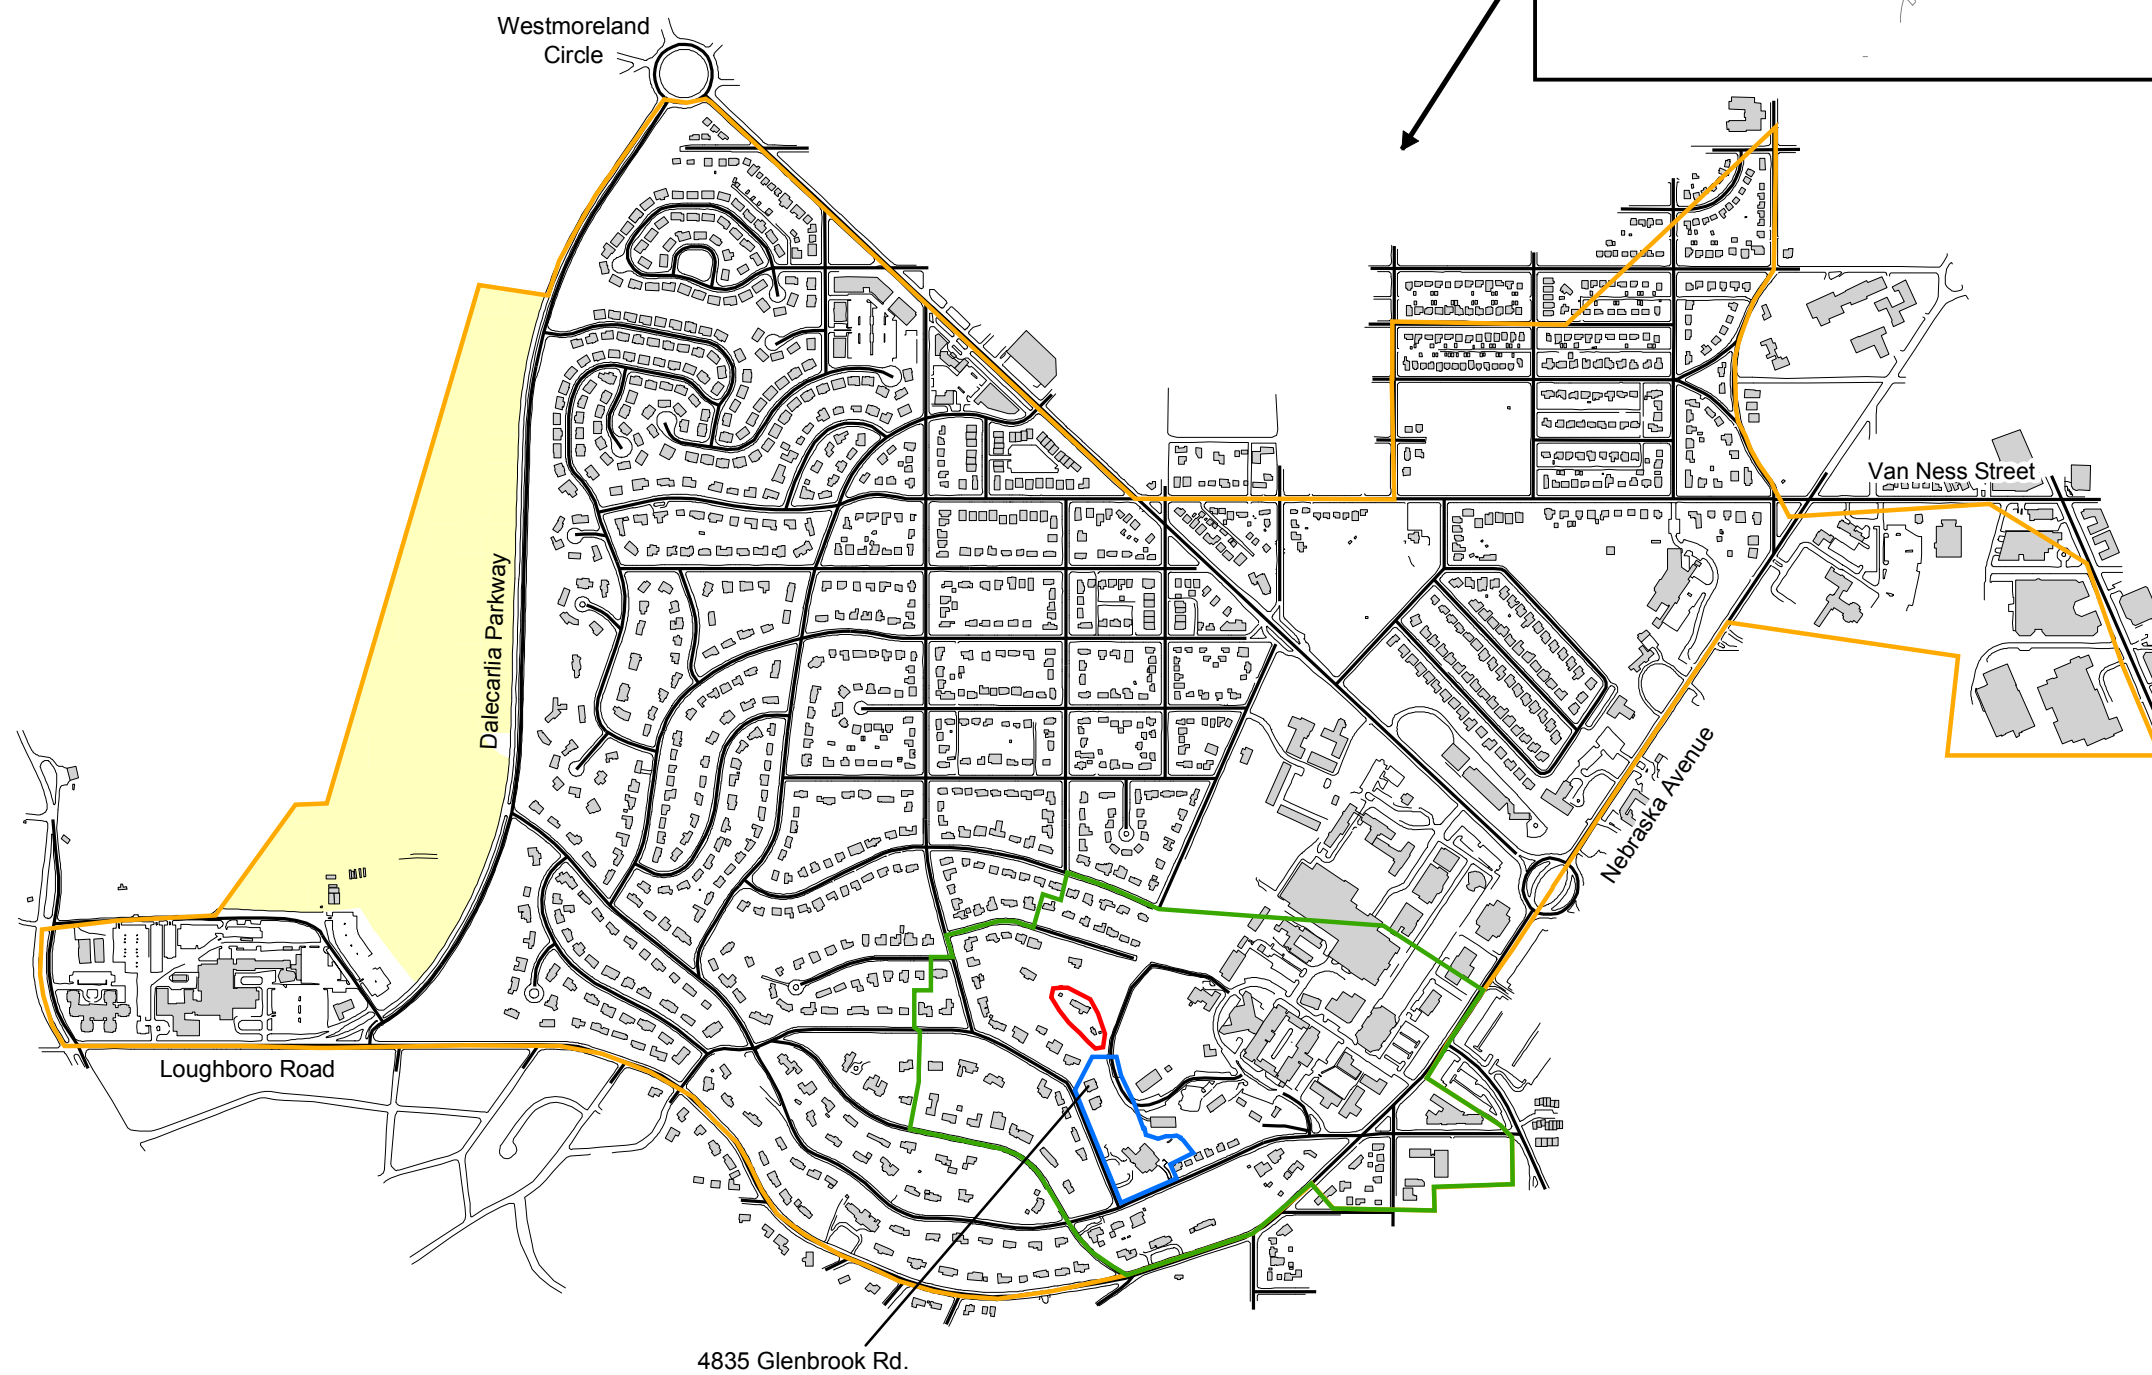 Westmoreland
Circle
Van Ness Street
Dalecarlia Parkway
Nebraska Avenue
Loughboro Road
4835 Glenbrook Rd.